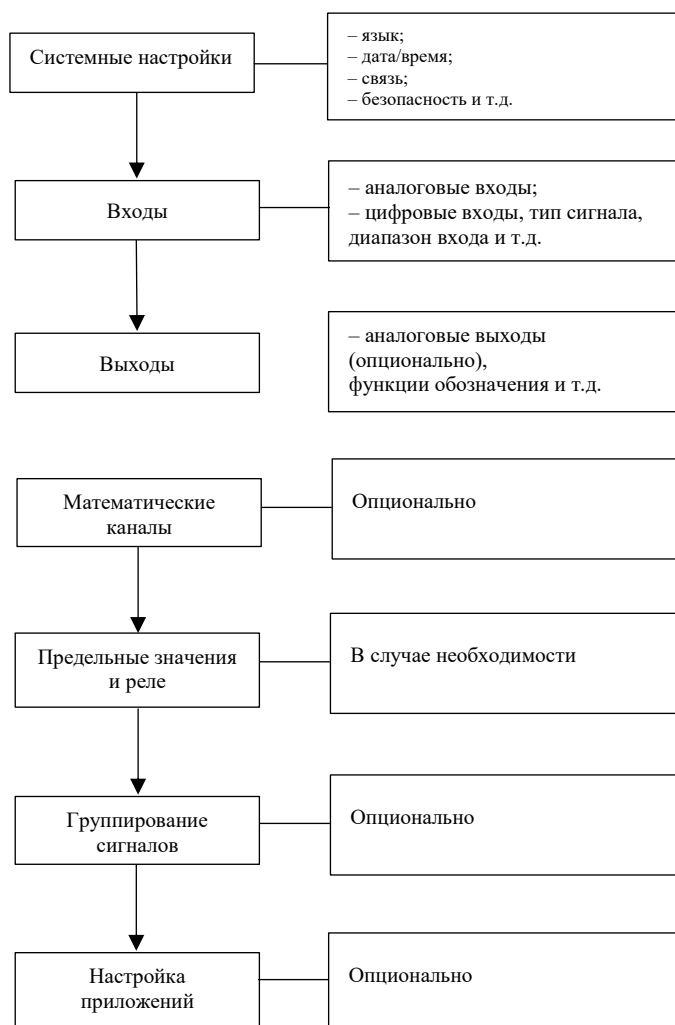 Системные настройки
– язык;
– дата/время;
– связь;
– безопасность и т.д.
Входы
– аналоговые входы;
– цифровые входы, тип сигнала,
диапазон входа и т.д.
Выходы
– аналоговые выходы
(опционально),
функции обозначения и т.д.
Математические
каналы
Опционально
Предельные значения
и реле
В случае необходимости
Группирование
сигналов
Опционально
Настройка
приложений
Опционально